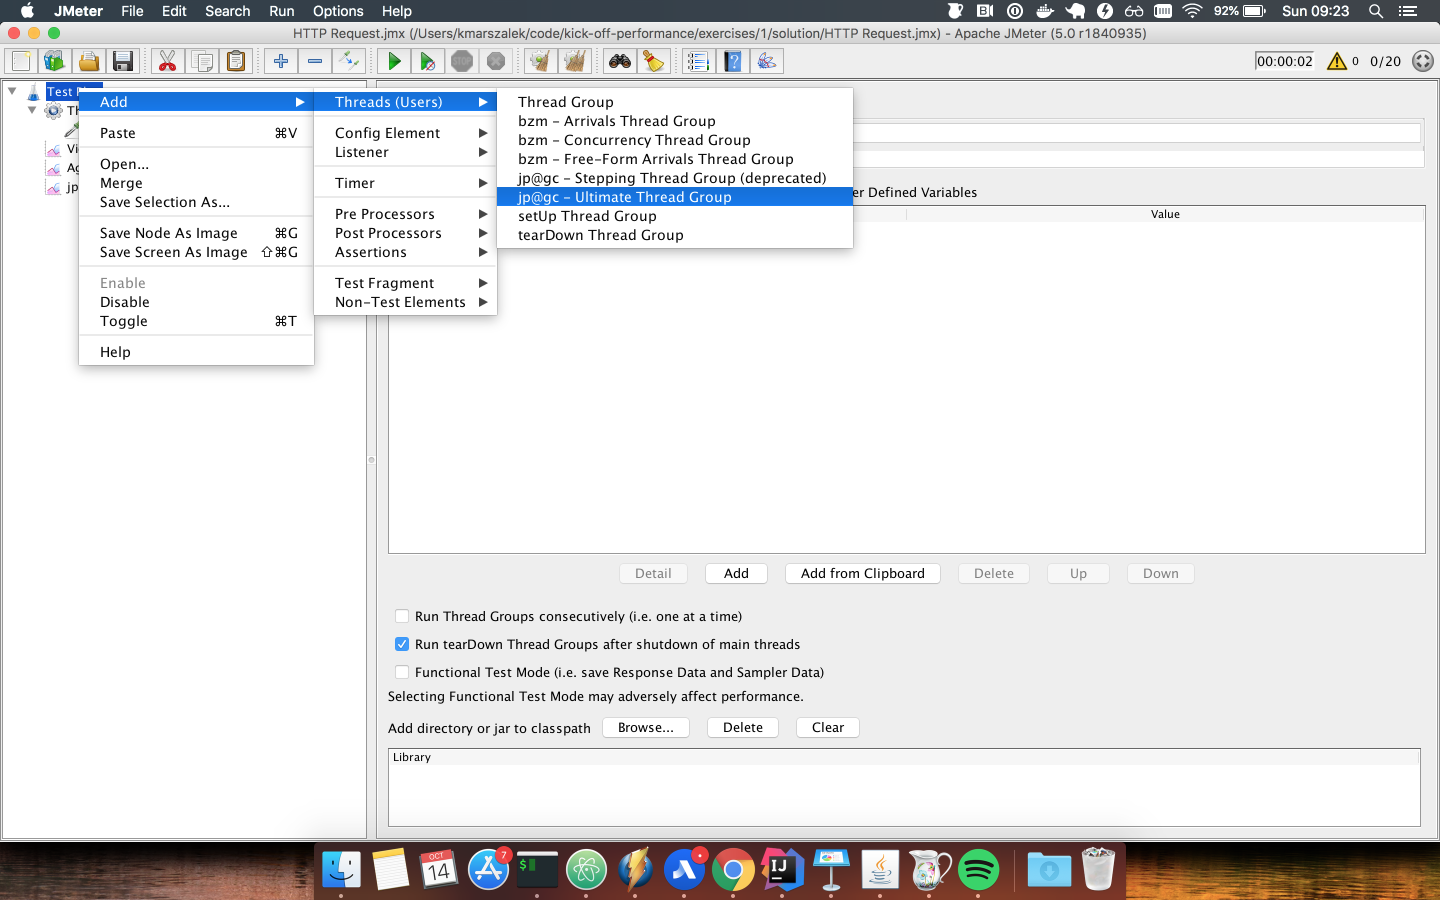 JMeter File Edit Search Run Options Help 92% Sun 09:23
HTTP Request.jmx (/Users/kmarszalek/code/kick-off-performance/exercises/1/solution/HTTP Request.jmx) - Apache JMeter (5.0 r1840935)
00:00:02 0 0/20
Test
Add
Paste ⌘V
Open...
Merge
Save Selection As...
Save Node As Image ⌘G
Save Screen As Image ⇧⌘G
Enable
Disable
Toggle ⌘T
Help
Threads (Users)
Config Element
Listener
Timer
Pre Processors
Post Processors
Assertions
Test Fragment
Non-Test Elements
Thread Group
bzm - Arrivals Thread Group
bzm - Concurrency Thread Group
bzm - Free-Form Arrivals Thread Group
jp@gc - Stepping Thread Group (deprecated)
jp@gc - Ultimate Thread Group
setUp Thread Group
tearDown Thread Group
er Defined Variables
Value
Detail Add Add from Clipboard Delete Up Down
Run Thread Groups consecutively (i.e. one at a time)
Run tearDown Thread Groups after shutdown of main threads
Functional Test Mode (i.e. save Response Data and Sampler Data)
Selecting Functional Test Mode may adversely affect performance.
Add directory or jar to classpath Browse... Delete Clear
Library
OCT
14
7
$
IJ